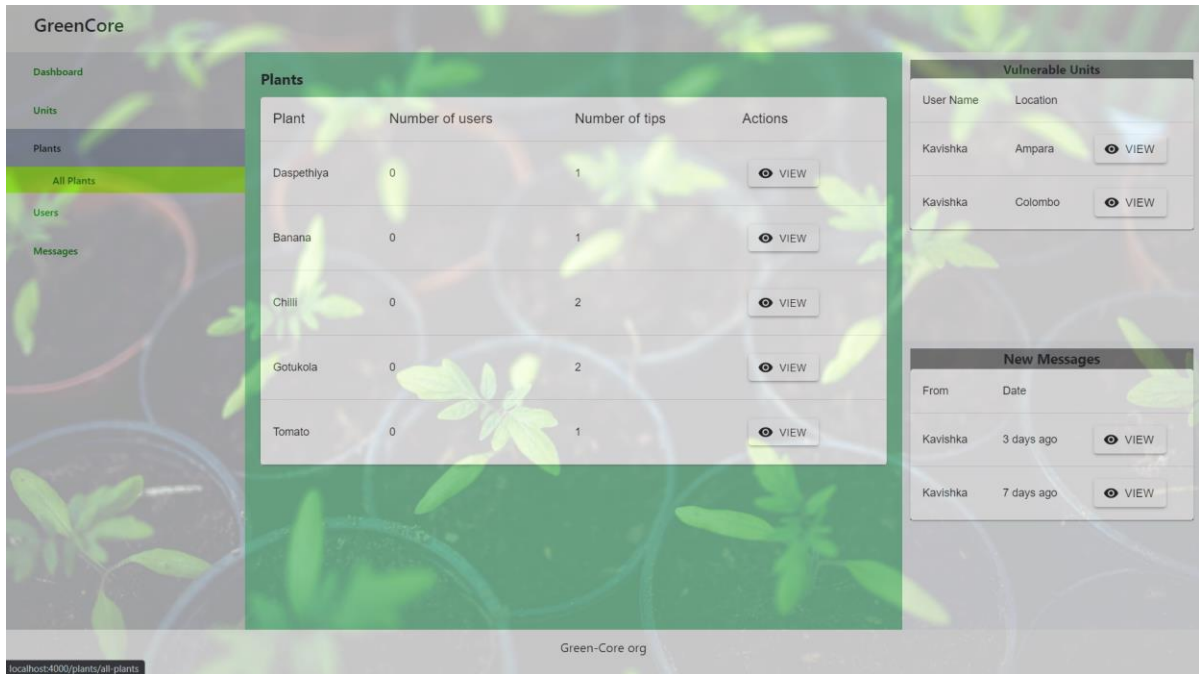 GreenCore
Dashboard
Units
Plants
All Plants
Users
Messages
Plants
Plant Number of users Number of tips Actions
Daspethiya 0 1 VIEW
Banana 0 1 VIEW
Chilli 0 2 VIEW
Gotukola 0 2 VIEW
Tomato 0 1 VIEW
Vulnerable Units
User Name Location
Kavishka Ampara VIEW
Kavishka Colombo VIEW
New Messages
From Date
Kavishka 3 days ago VIEW
Kavishka 7 days ago VIEW
Green-Core org
localhost:4000/plants/all-plants